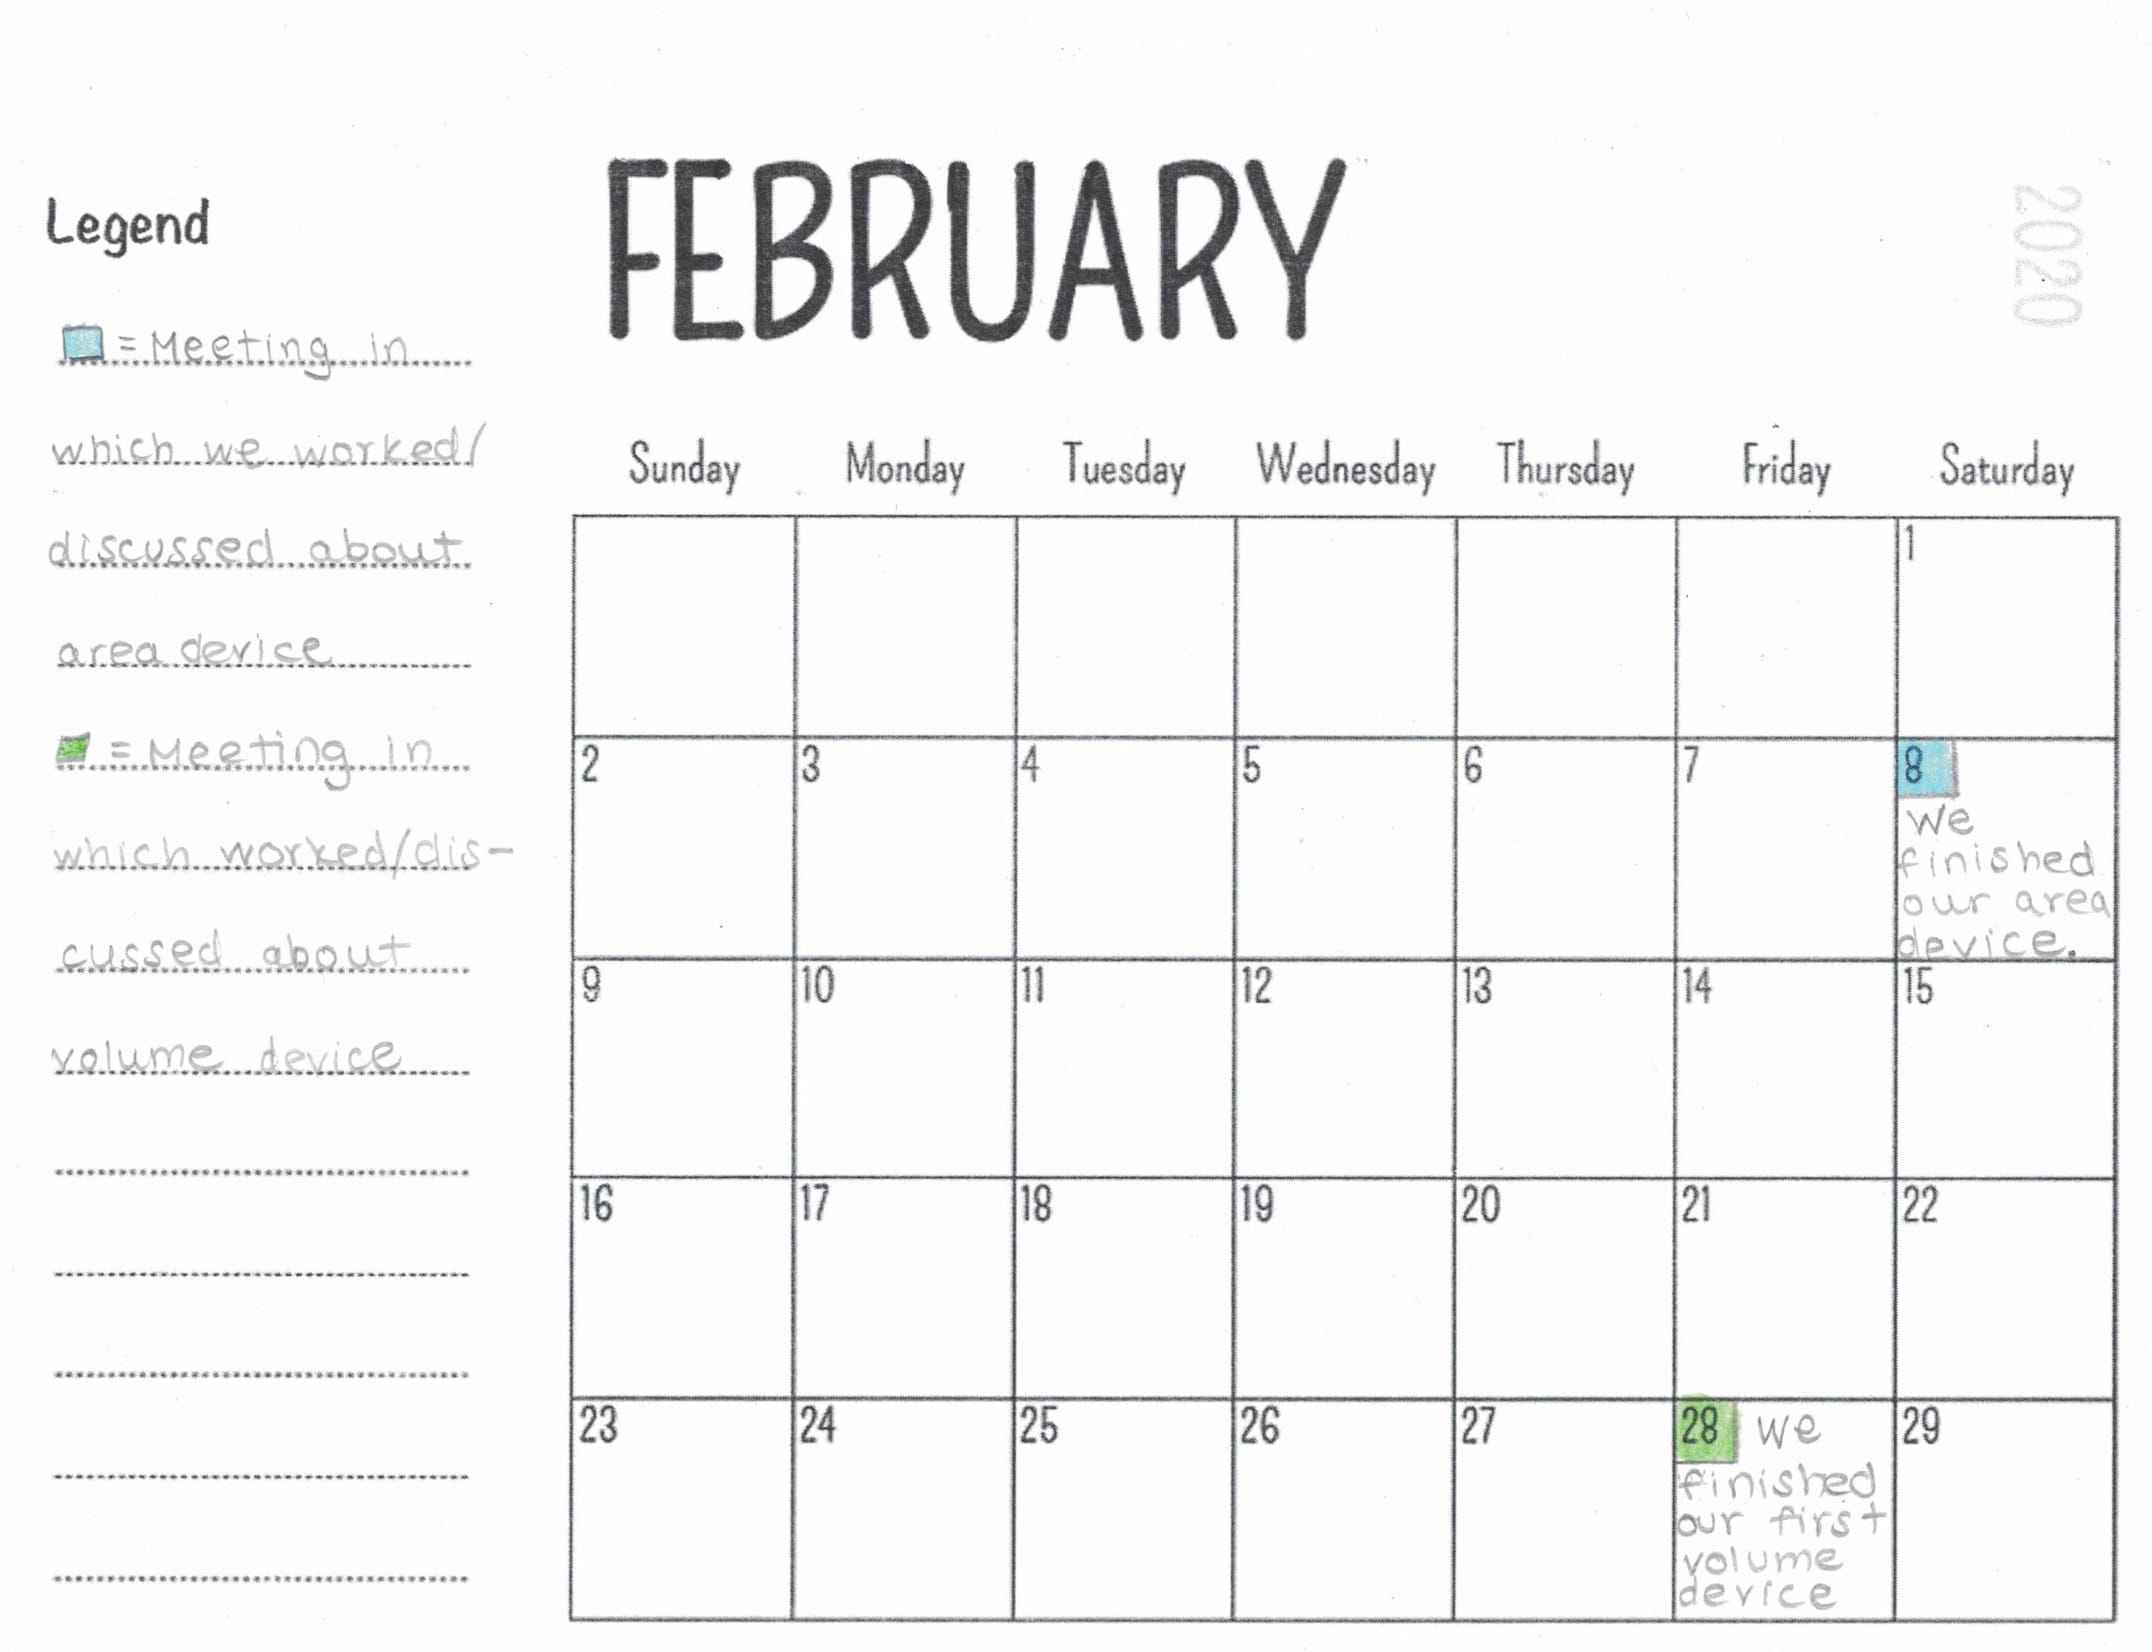 FEBRUARY
2020
Legend
= Meeting in
which we worked/
discussed about
area device
= Meeting in
which worked/dis-
cussed about
volume device
Sunday Monday Tuesday Wednesday Thursday Friday Saturday
1
2 3 4 5 6 7 8
We
finished
our area
device.
9 10 11 12 13 14 15
16 17 18 19 20 21 22
23 24 25 26 27 28 We 29
finished
our first
volume
device